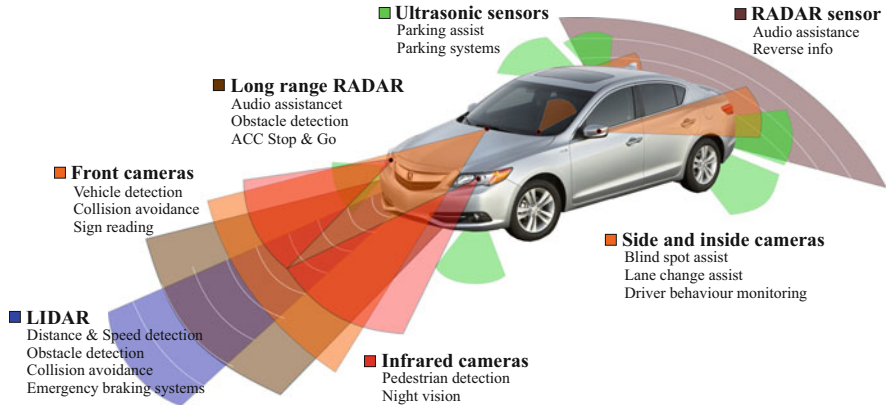 Ultrasonic sensors
Parking assist
Parking systems
RADAR sensor
Audio assistance
Reverse info
Long range RADAR
Audio assistancet
Obstacle detection
ACC Stop & Go
Front cameras
Vehicle detection
Collision avoidance
Sign reading
Side and inside cameras
Blind spot assist
Lane change assist
Driver behaviour monitoring
LIDAR
Distance & Speed detection
Obstacle detection
Collision avoidance
Emergency braking systems
Infrared cameras
Pedestrian detection
Night vision